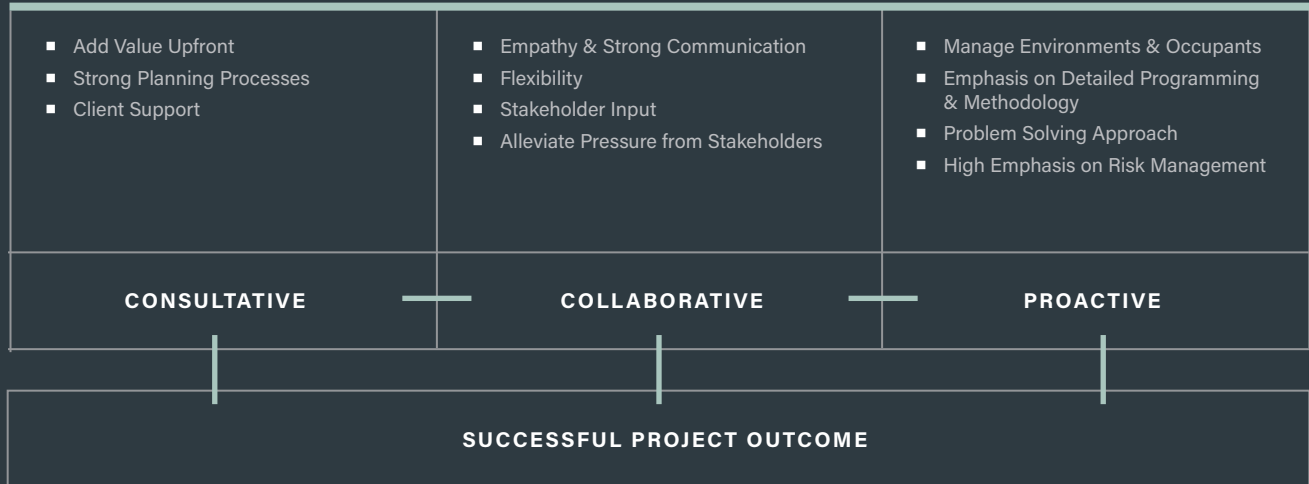 Add Value Upfront
Strong Planning Processes
Client Support
Empathy & Strong Communication
Flexibility
Stakeholder Input
Alleviate Pressure from Stakeholders
Manage Environments & Occupants
Emphasis on Detailed Programming
& Methodology
Problem Solving Approach
High Emphasis on Risk Management
CONSULTATIVE
COLLABORATIVE
PROACTIVE
SUCCESSFUL PROJECT OUTCOME